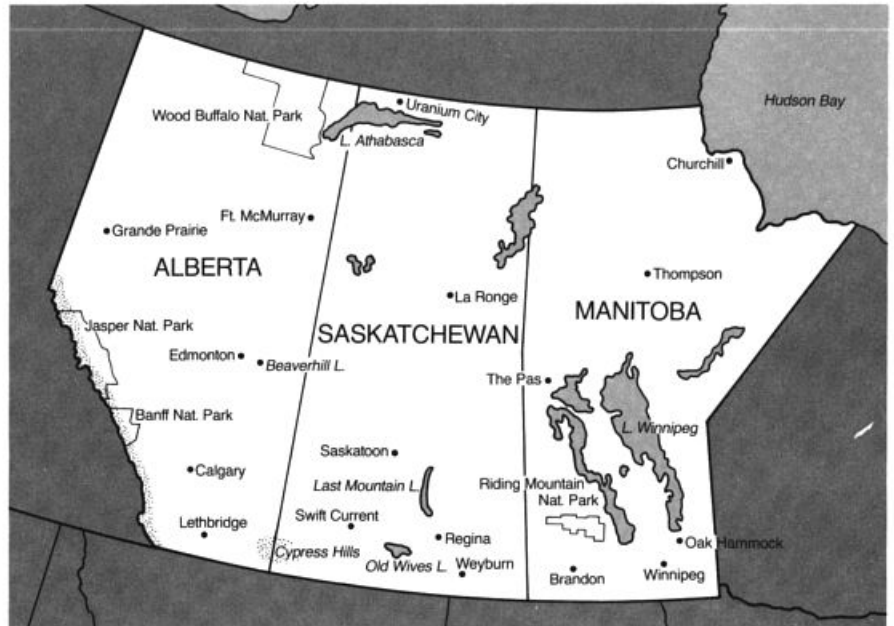 Hudson Bay
Uranium City
Wood Buffalo Nat. Park
L. Athabasca
Churchill
Ft. McMurray
Grande Prairie
ALBERTA
Thompson
La Ronge
MANITOBA
Jasper Nat. Park
SASKATCHEWAN
Edmonton
Beaverhill L.
The Pas
Banff Nat. Park
L. Winnipeg
Saskatoon
Calgary
Last Mountain L.
Riding Mountain
Nat. Park
Swift Current
Lethbridge
Regina
Oak Hammock
Cypress Hills
Old Wives L.
Weyburn
Brandon
Winnipeg